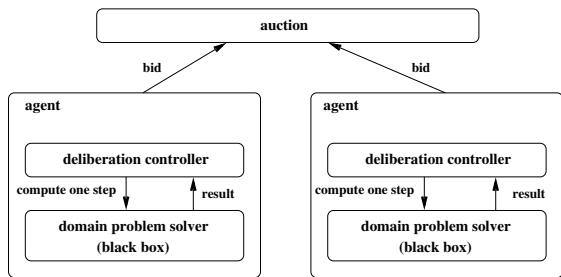 auction
bid
bid
agent
deliberation controller
compute one step
result
domain problem solver
(black box)
agent
deliberation controller
compute one step
result
domain problem solver
(black box)